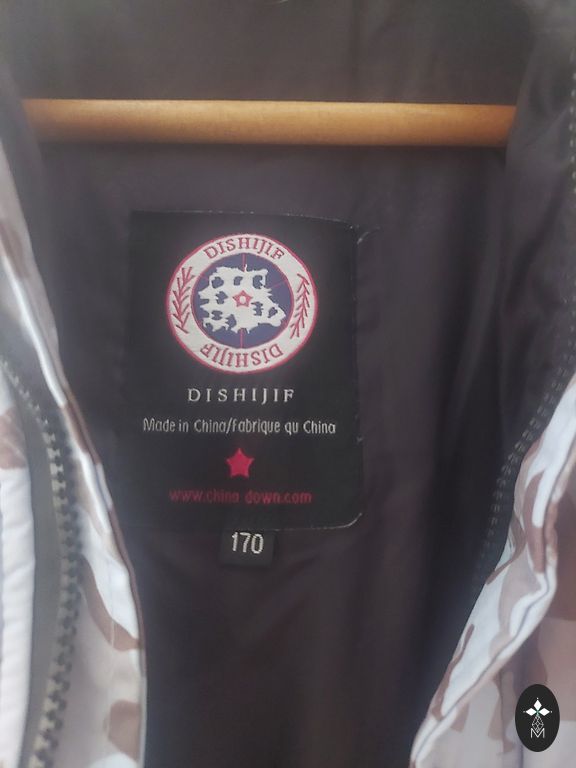 DISHIJIF
DISHIJIF
DISHIJIF
Made in China/Fabrique qu China
www.china down.com
170
M